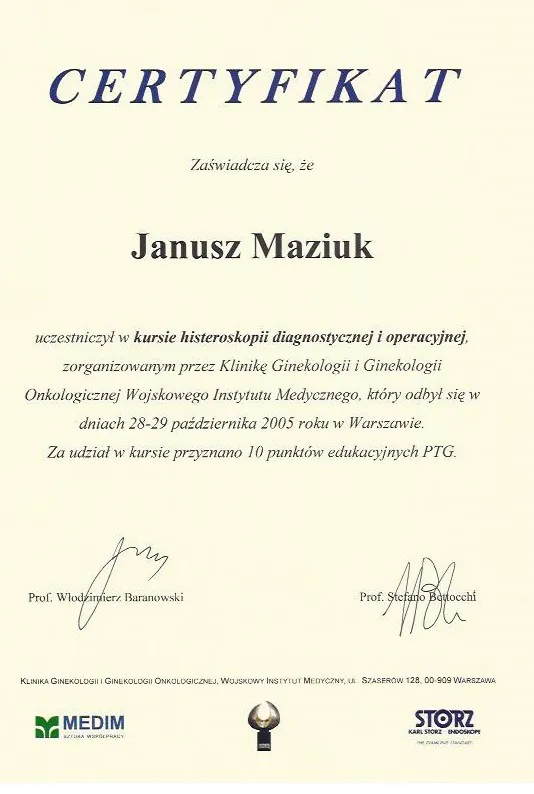 CERTYFIKAT
Zaświadcza się, że
Janusz Maziuk
uczestniczył w kursie histeroskopii diagnostycznej i operacyjnej,
zorganizowanym przez Klinikę Ginekologii i Ginekologii
Onkologicznej Wojskowego Instytutu Medycznego, który odbył się w
dniach 28-29 października 2005 roku w Warszawie.
Za udział w kursie przyznano 10 punktów edukacyjnych PTG.
Prof. Włodzimierz Baranowski
Prof. Stefano Bettocchi
KLINIKA GINEKOLOGII I GINEKOLOGII ONKOLOGICZNEJ, WOJSKOWY INSTYTUT MEDYCZNY, UL. SZASERÓW 128, 00-909 WARSZAWA
MEDIM
SZTUKA WSPÓŁPRACY
STORZ
KARL STORZ - ENDOSKOPE
THE DIAMOND STANDARD